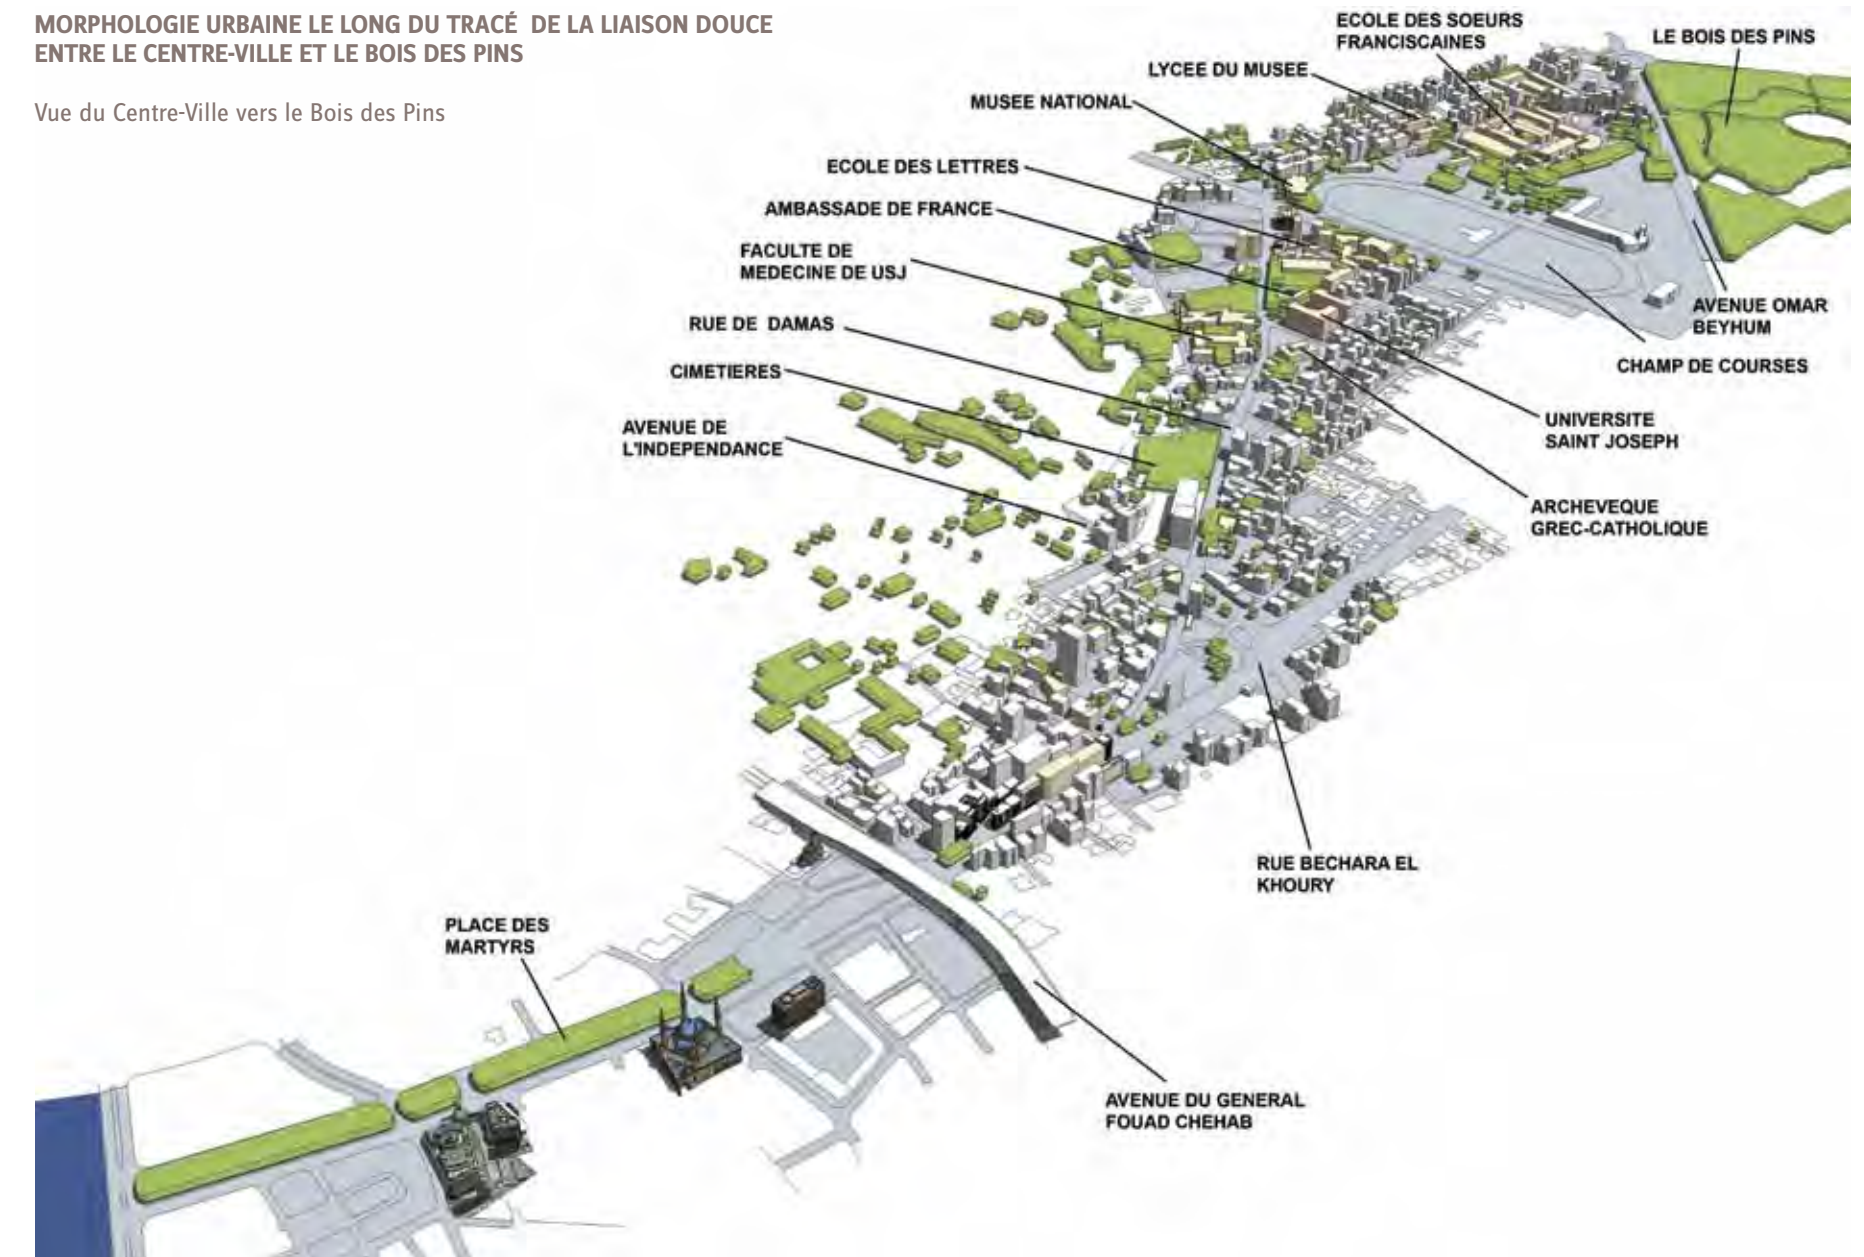 MORPHOLOGIE URBAINE LE LONG DU TRACÉ DE LA LIAISON DOUCE
ENTRE LE CENTRE-VILLE ET LE BOIS DES PINS
Vue du Centre-Ville vers le Bois des Pins
ECOLE DES SOEURS
FRANCISCAINES
LE BOIS DES PINS
LYCEE DU MUSEE
MUSEE NATIONAL
ECOLE DES LETTRES
AMBASSADE DE FRANCE
FACULTE DE
MEDECINE DE USJ
RUE DE DAMAS
CIMETIERES
AVENUE DE
L'INDEPENDANCE
AVENUE OMAR
BEYHUM
CHAMP DE COURSES
UNIVERSITE
SAINT JOSEPH
ARCHEVEQUE
GREC-CATHOLIQUE
RUE BECHARA EL
KHOURY
PLACE DES
MARTYRS
AVENUE DU GENERAL
FOUAD CHEHAB